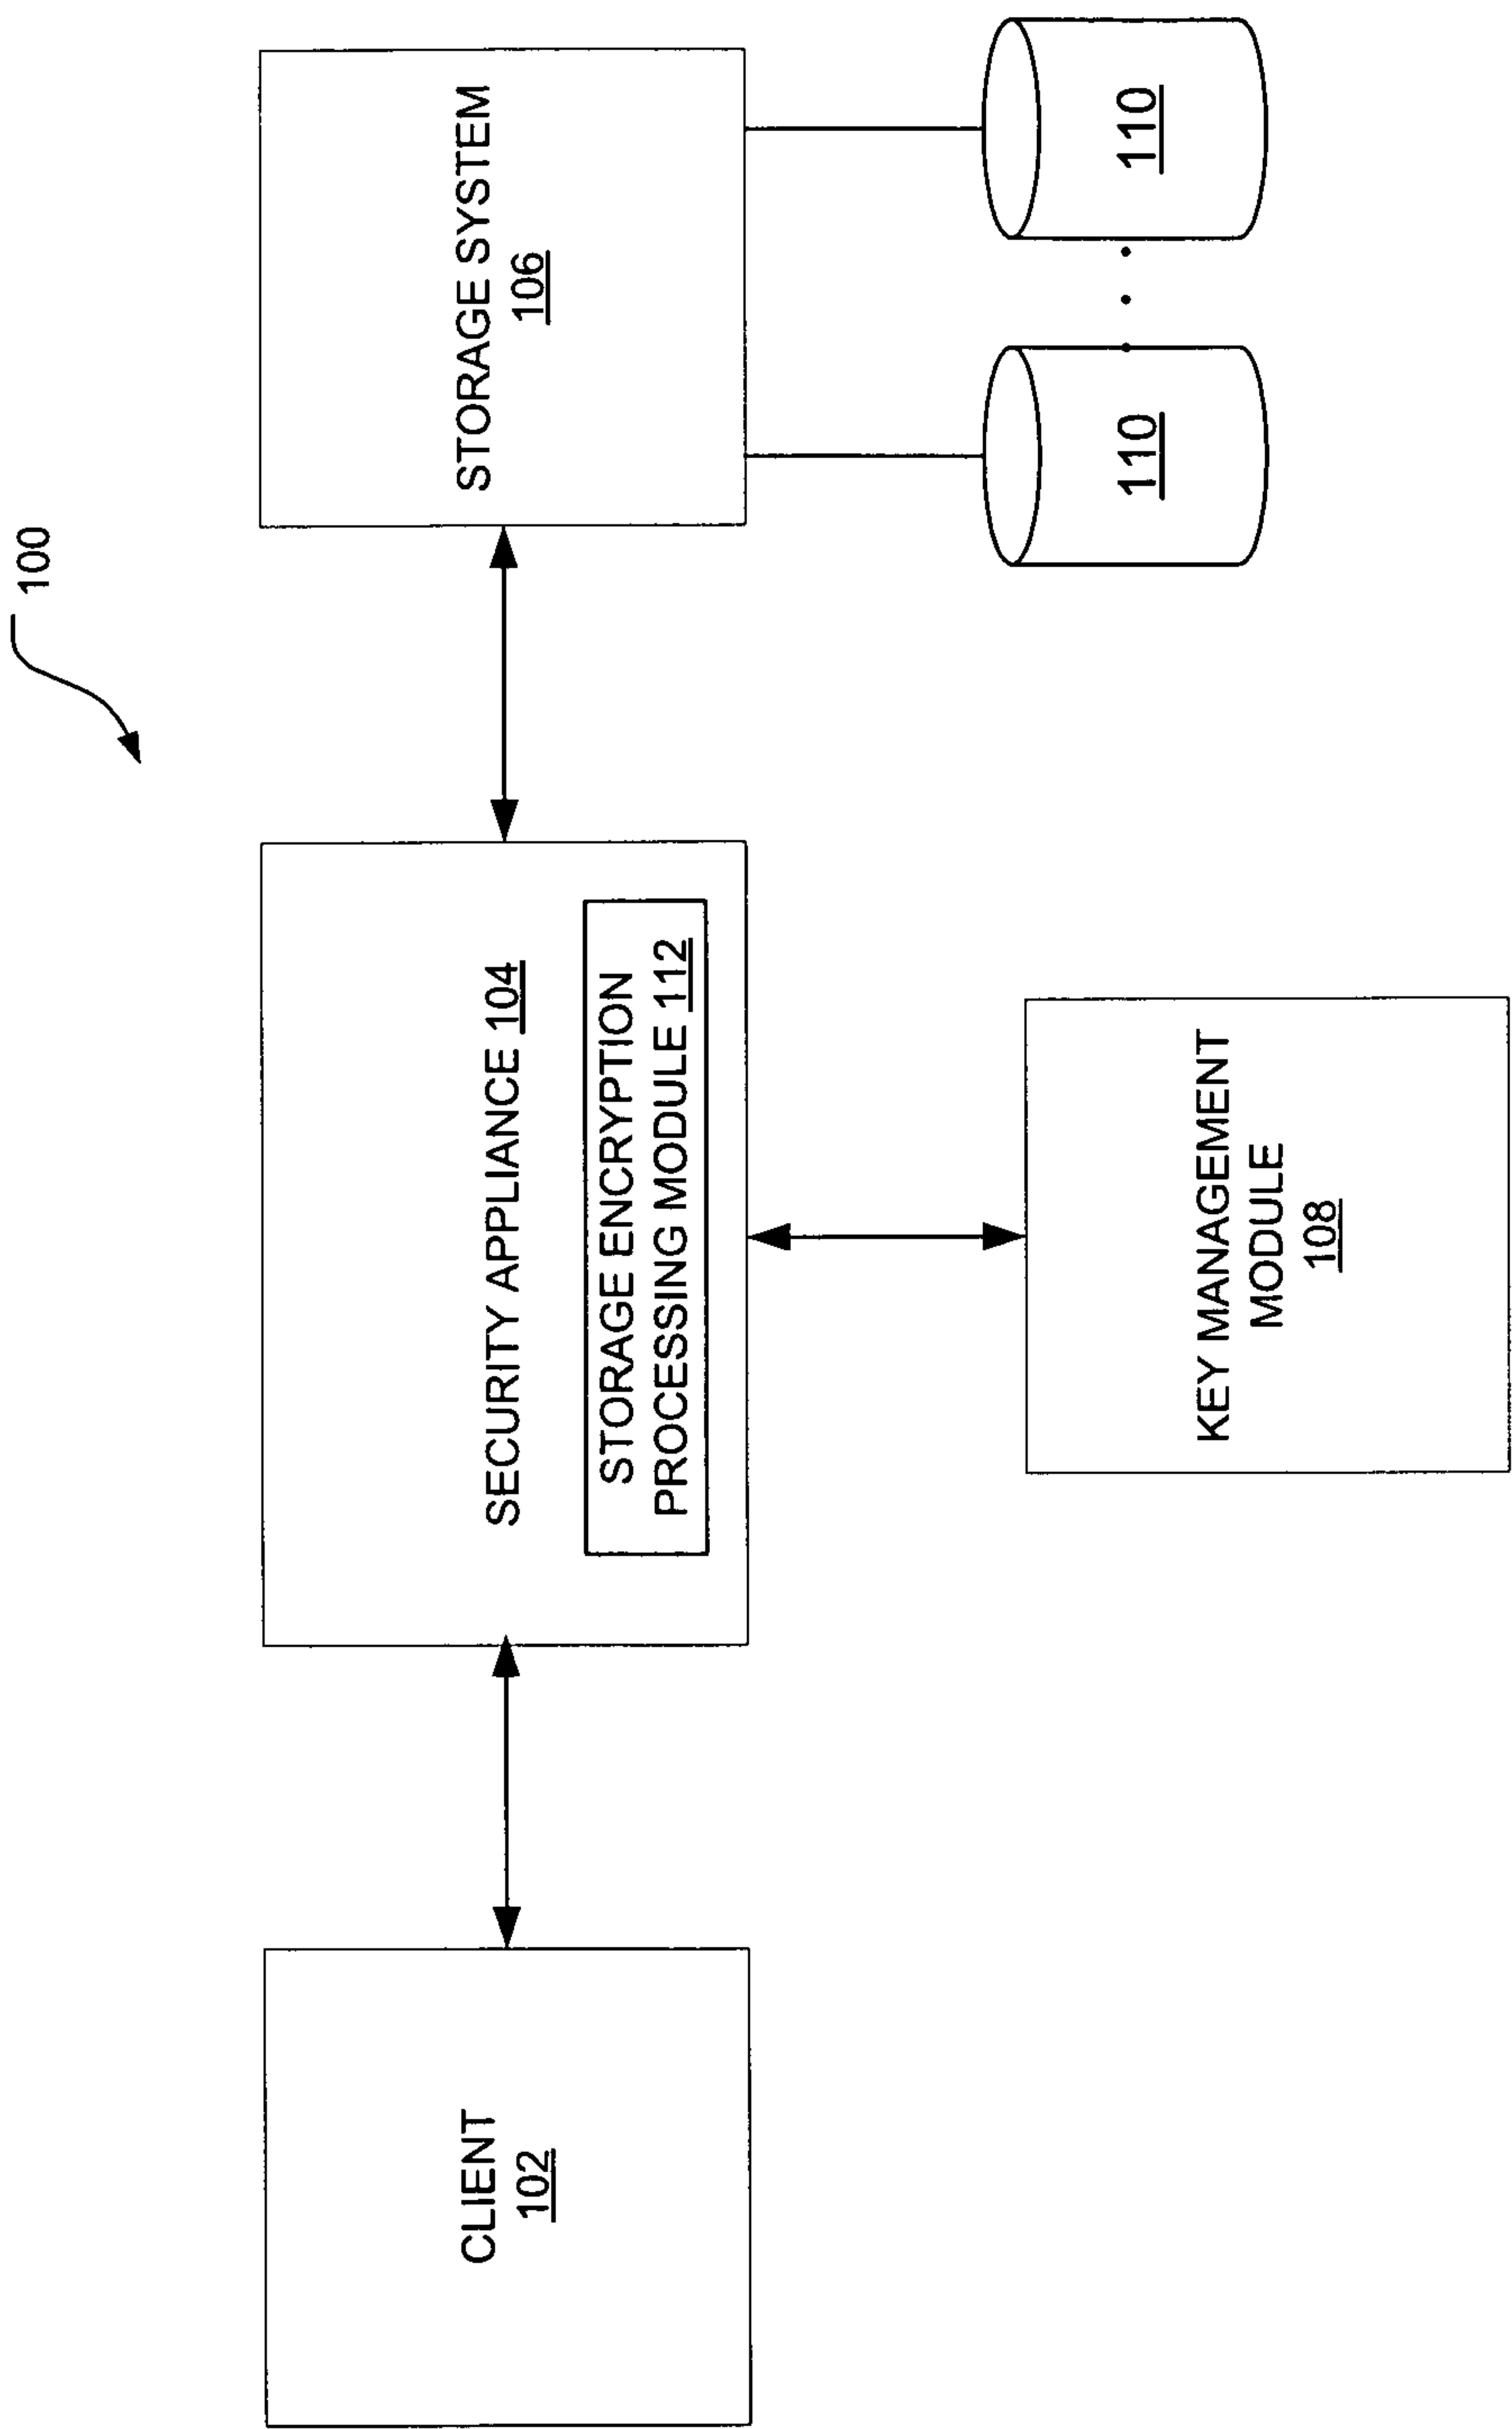 100
CLIENT
102
SECURITY APPLIANCE 104
STORAGE ENCRYPTION
PROCESSING MODULE 112
STORAGE SYSTEM
106
KEY MANAGEMENT
MODULE
108
110
110